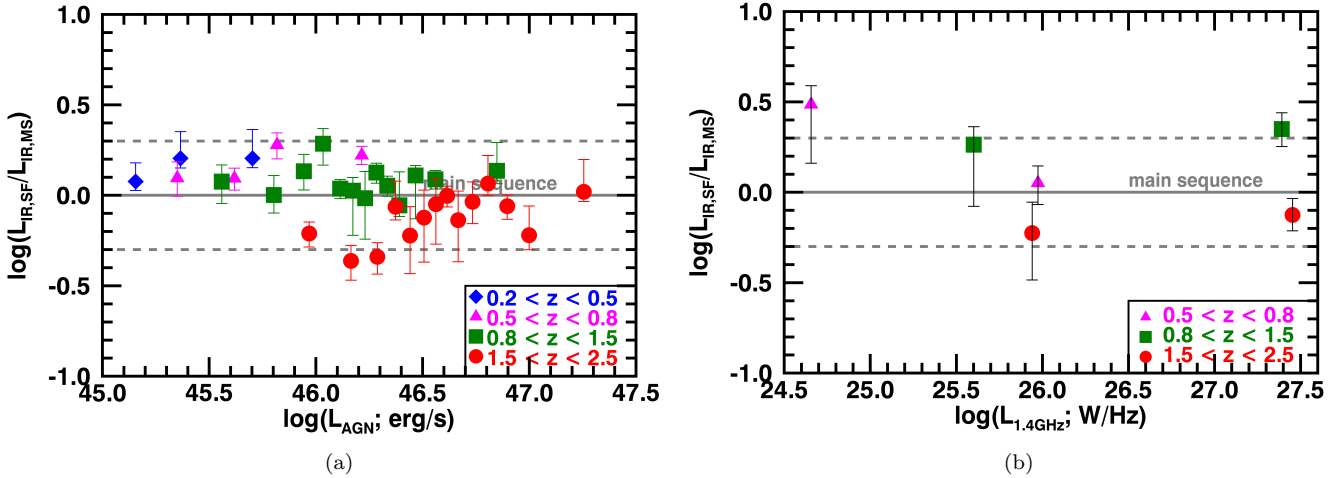 1.0
0.5
0.0
-0.5
-1.0
log(L_IR,SF/L_IR,MS)
main sequence
0.2 < z < 0.5
0.5 < z < 0.8
0.8 < z < 1.5
1.5 < z < 2.5
45.0 45.5 46.0 46.5 47.0 47.5
log(L_AGN; erg/s)
(a)
1.0
0.5
0.0
-0.5
-1.0
log(L_IR,SF/L_IR,MS)
main sequence
0.5 < z < 0.8
0.8 < z < 1.5
1.5 < z < 2.5
24.5 25.0 25.5 26.0 26.5 27.0 27.5
log(L_1.4GHz; W/Hz)
(b)